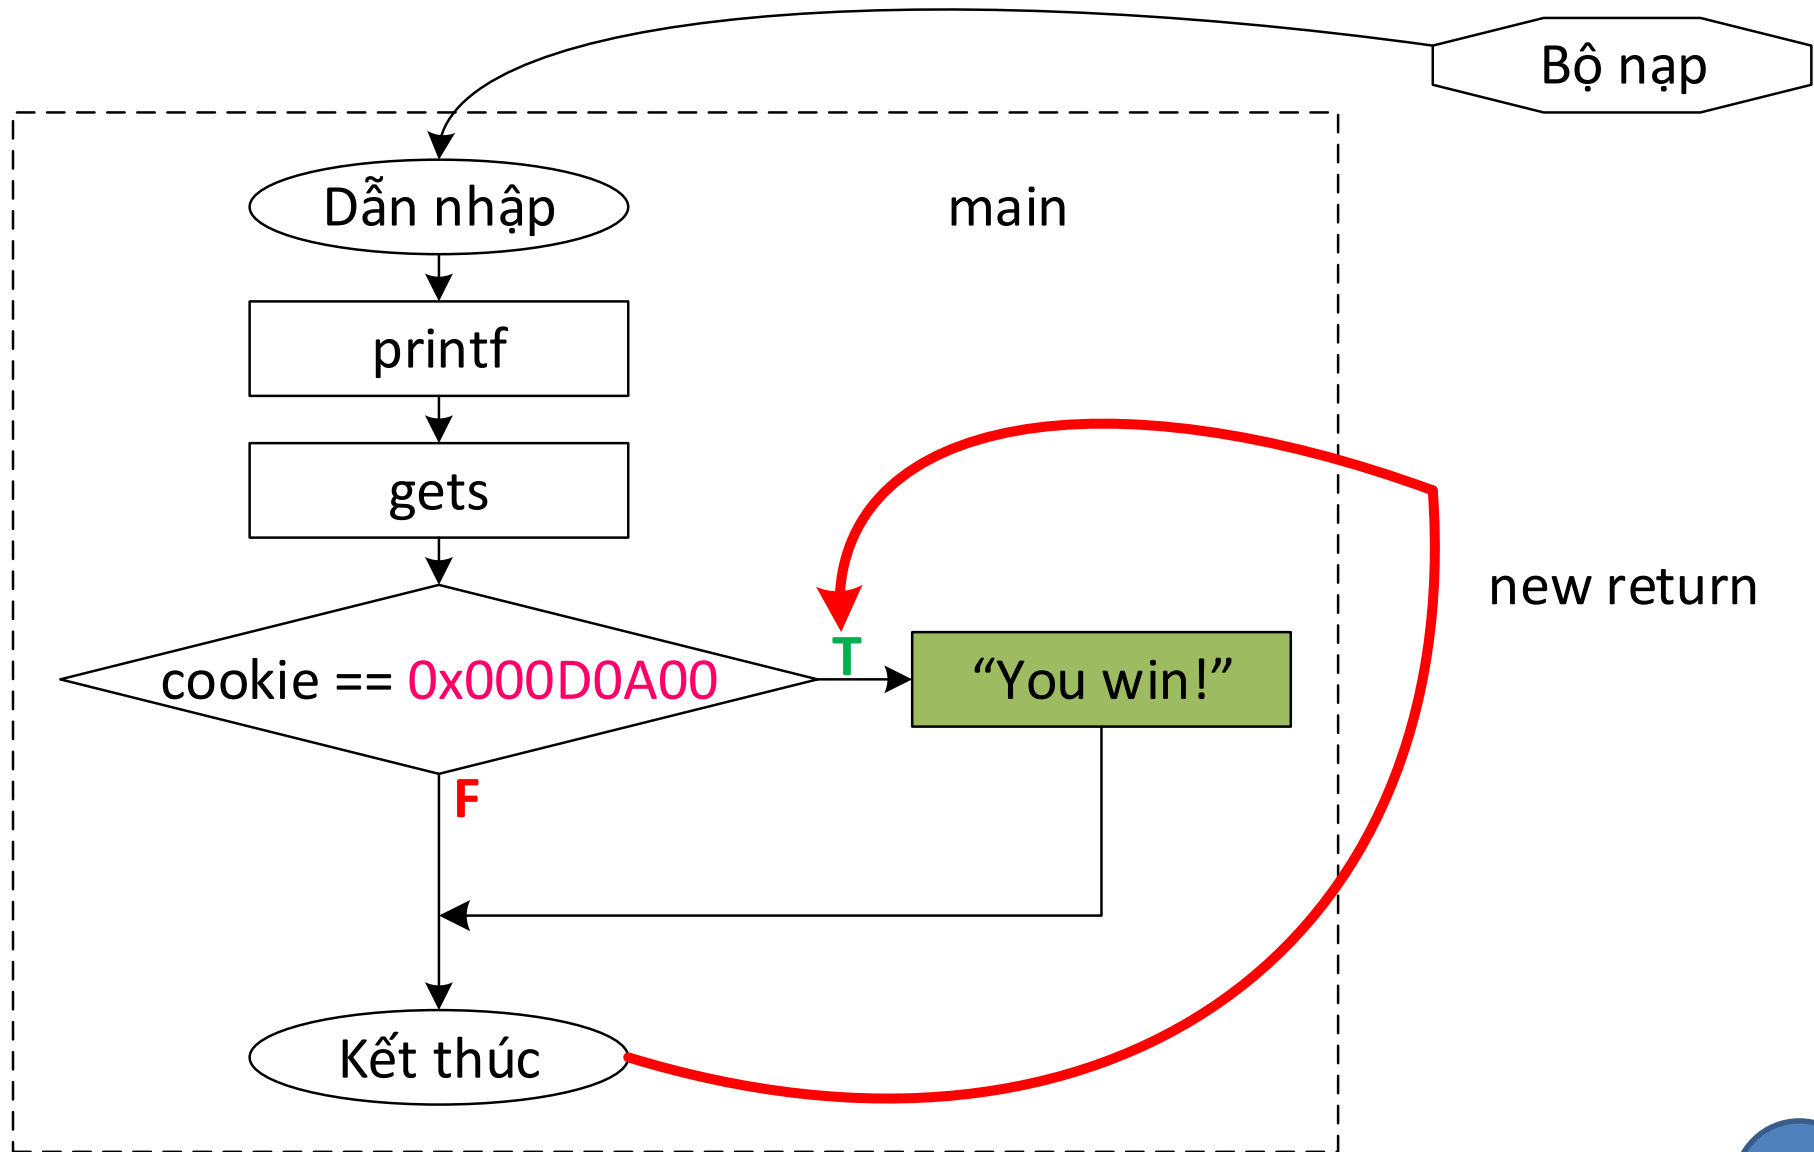 Bộ nạp
Dẫn nhập
main
printf
gets
new return
cookie == 0x000D0A00
T
“You win!”
F
Kết thúc